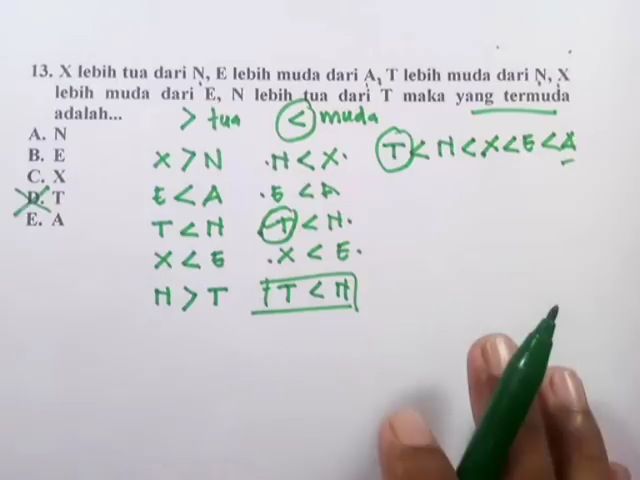 13. X lebih tua dari N, E lebih muda dari A, T lebih muda dari N, X
lebih muda dari E, N lebih tua dari T maka yang termuda
adalah...
A. N
B. E
C. X
D. T
E. A
> tua < muda
X > N N < X
E < A E < A
T < N T < N
X < E X < E
N > T T < N
T < N < X < E < A